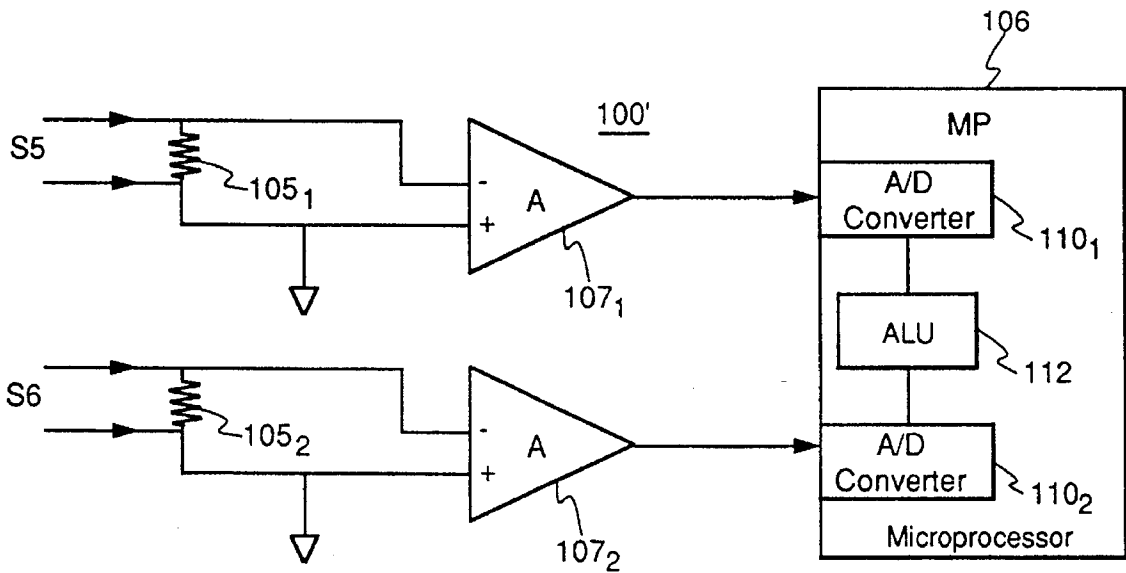 106
100'
MP
S5
105₁
-
+
A
107₁
A/D
Converter
110₁
ALU
112
S6
105₂
-
+
A
107₂
A/D
Converter
110₂
Microprocessor